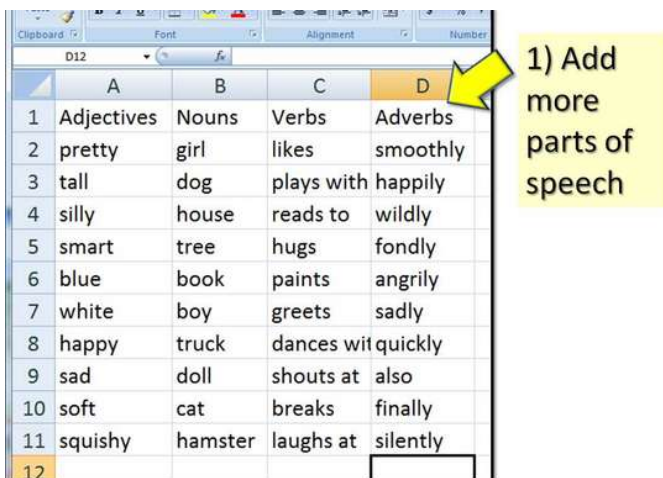 Clipboard Font Alignment Number
D12 fx
A B C D
1 Adjectives Nouns Verbs Adverbs
2 pretty girl likes smoothly
3 tall dog plays with happily
4 silly house reads to wildly
5 smart tree hugs fondly
6 blue book paints angrily
7 white boy greets sadly
8 happy truck dances wit quickly
9 sad doll shouts at also
10 soft cat breaks finally
11 squishy hamster laughs at silently
12
1) Add
more
parts of
speech